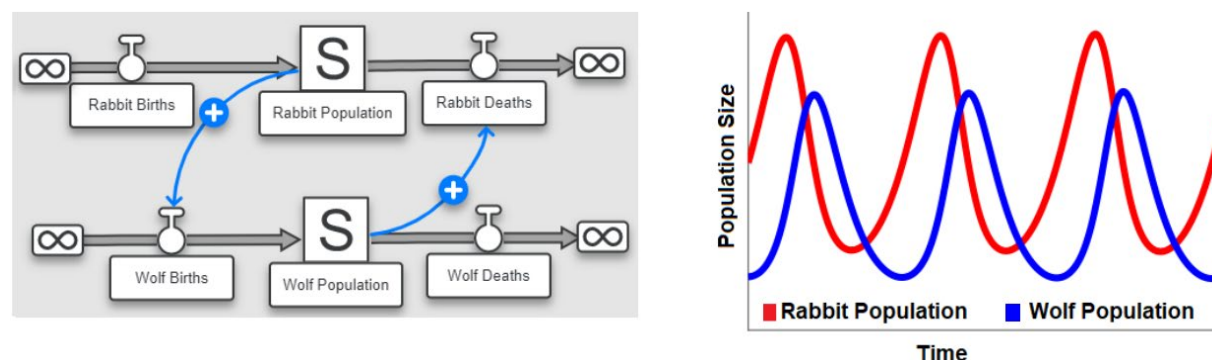 ∞
S
∞
Rabbit Births
Rabbit Population
Rabbit Deaths
+
+
∞
S
∞
Wolf Births
Wolf Population
Wolf Deaths
Population Size
Rabbit Population
Wolf Population
Time